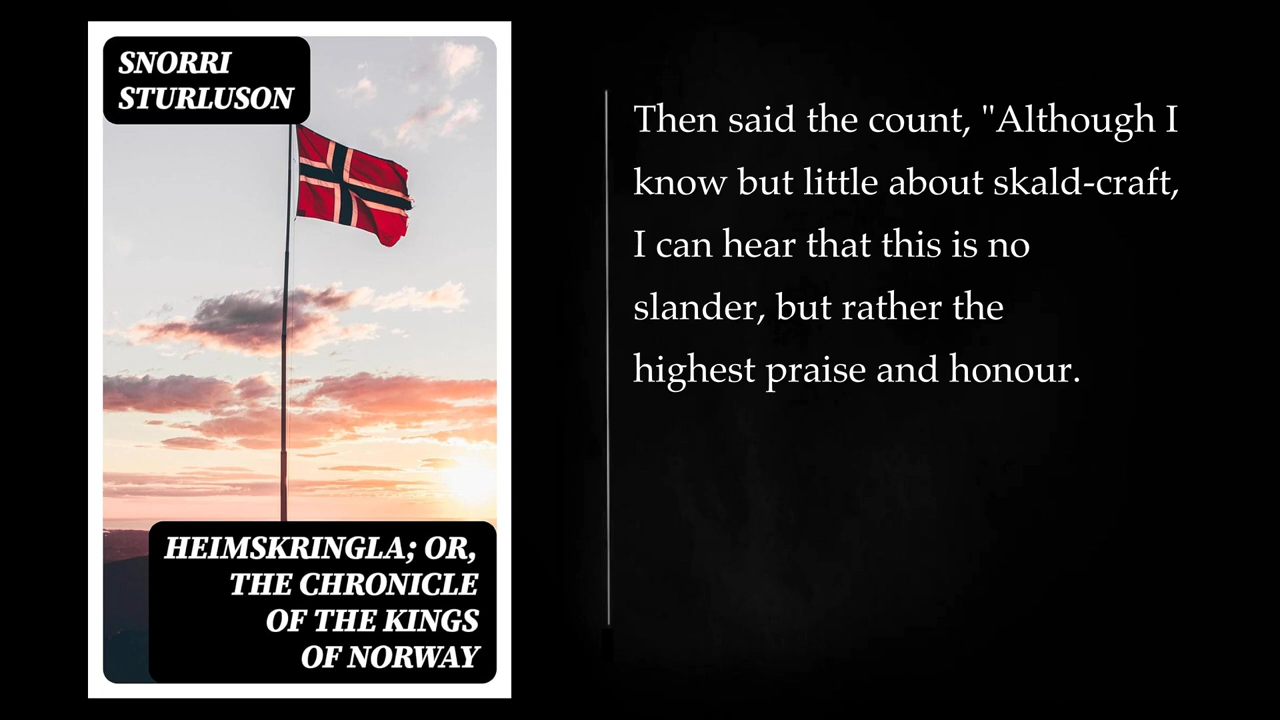 SNORRI
STURLUSON
HEIMSKRINGLA; OR,
THE CHRONICLE
OF THE KINGS
OF NORWAY
Then said the count, "Although I
know but little about skald-craft,
I can hear that this is no
slander, but rather the
highest praise and honour.